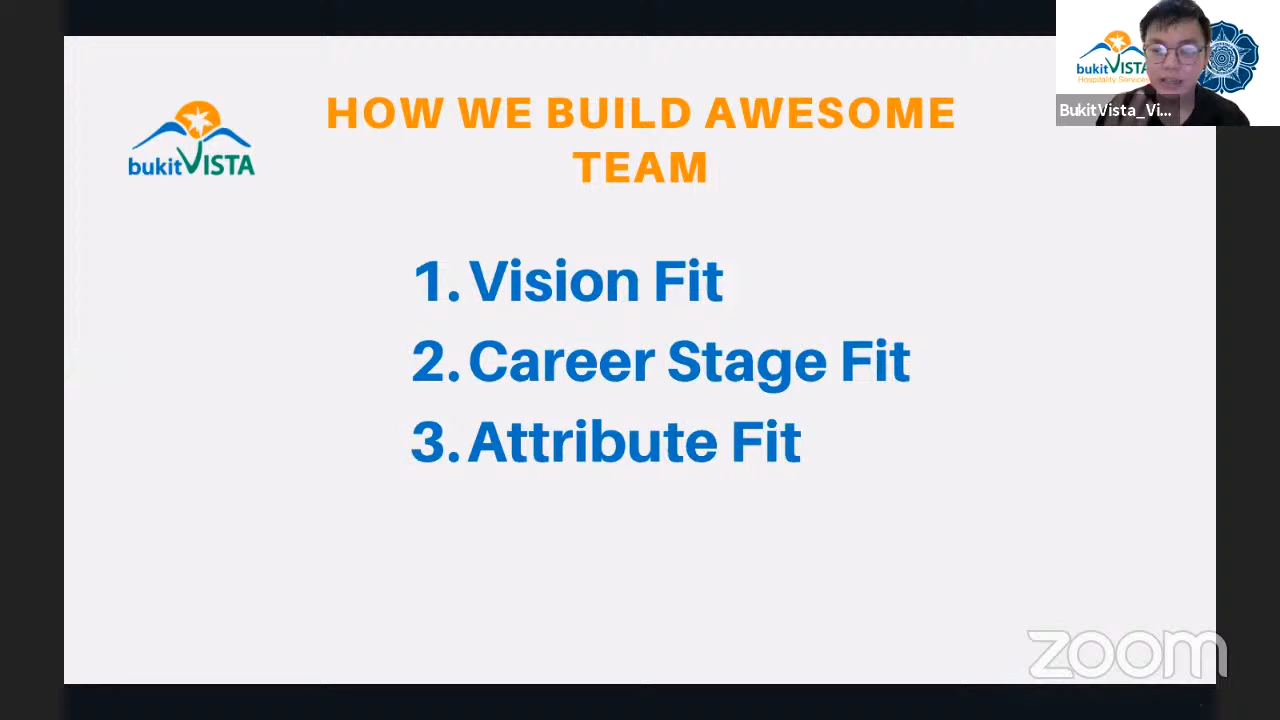 bukitVISTA
HOW WE BUILD AWESOME
TEAM
1. Vision Fit
2. Career Stage Fit
3. Attribute Fit
bukitVISTA
Hospitality Services
BukitVista_Vi...
zoom